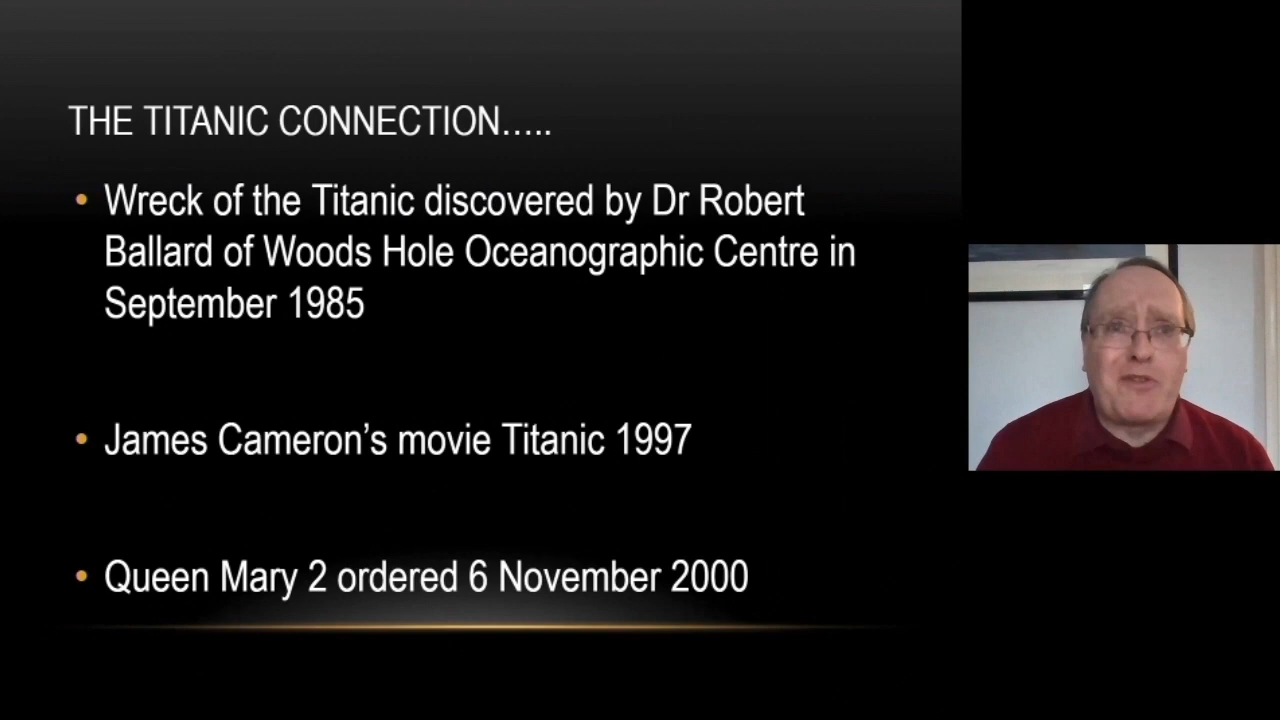 THE TITANIC CONNECTION.....
• Wreck of the Titanic discovered by Dr Robert
Ballard of Woods Hole Oceanographic Centre in
September 1985
• James Cameron’s movie Titanic 1997
• Queen Mary 2 ordered 6 November 2000